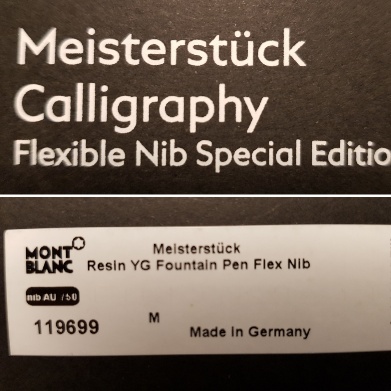 Meisterstück
Calligraphy
Flexible Nib Special Editio
MONT
BLANC
Meisterstück
Resin YG Fountain Pen Flex Nib
nib AU 750
119699
M
Made in Germany